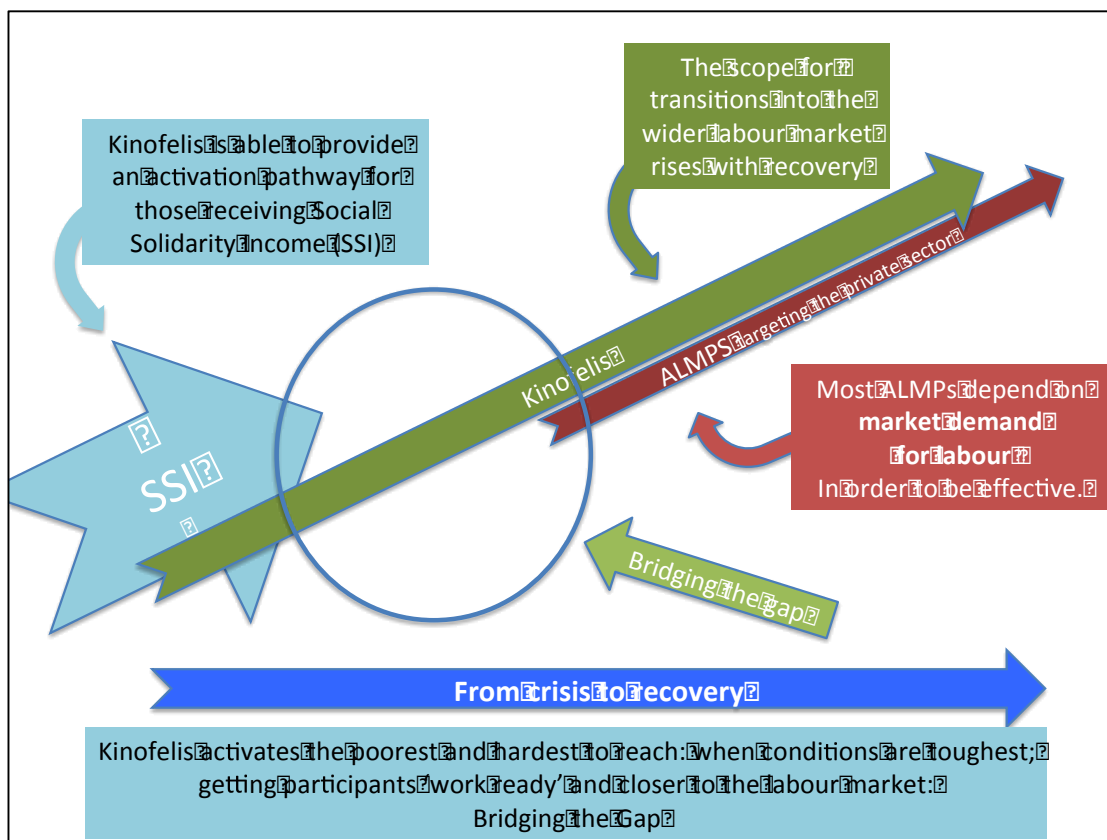 The scope for
transitions into the
wider labour market
rises with recovery
Kinofelis is able to provide
an activation pathway for
those receiving Social
Solidarity Income (SSI)
Kinofelis
ALMPS targeting the private sector
Most ALMPs depend on
market demand
for labour
In order to be effective.
SSI
Bridging the gap
From crisis to recovery
Kinofelis activates the poorest and hardest to reach: when conditions are toughest;
getting participants 'work ready’ and closer to the labour market:
Bridging the Gap